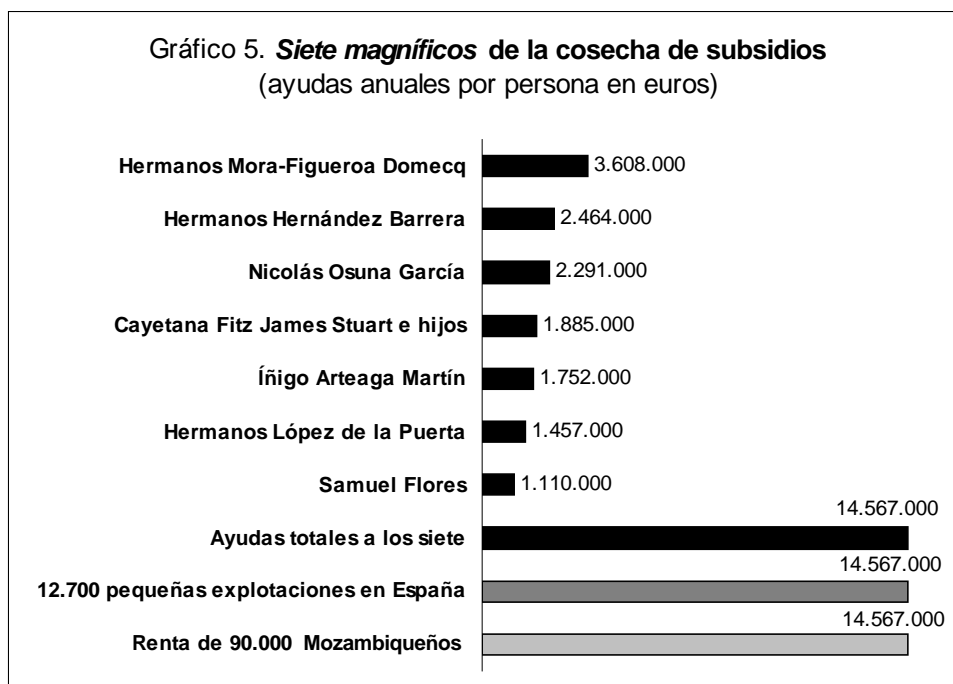 Gráfico 5. Siete magníficos de la cosecha de subsidios
(ayudas anuales por persona en euros)
Hermanos Mora-Figueroa Domecq 3.608.000
Hermanos Hernández Barrera 2.464.000
Nicolás Osuna García 2.291.000
Cayetana Fitz James Stuart e hijos 1.885.000
Íñigo Arteaga Martín 1.752.000
Hermanos López de la Puerta 1.457.000
Samuel Flores 1.110.000
Ayudas totales a los siete 14.567.000
12.700 pequeñas explotaciones en España 14.567.000
Renta de 90.000 Mozambiqueños 14.567.000